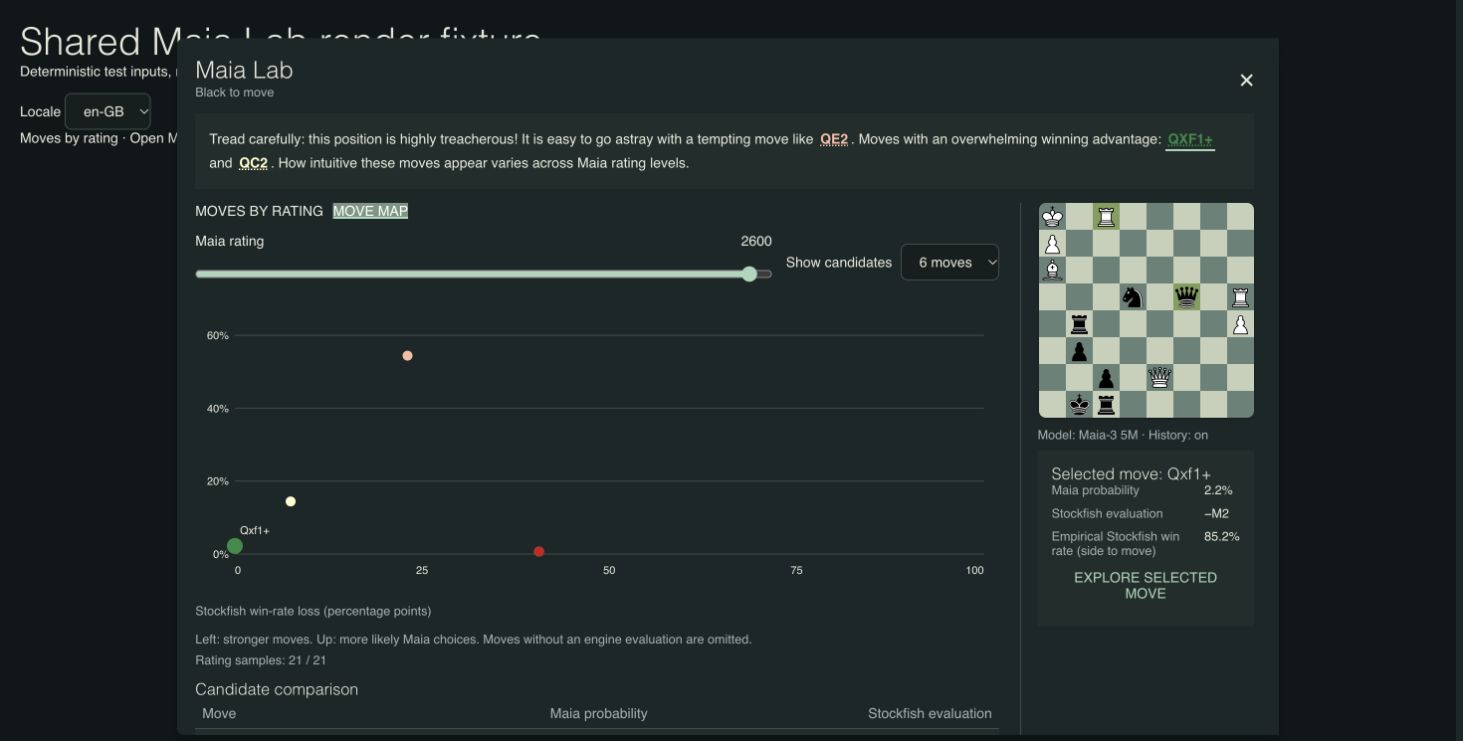 Shared Maia Lab render fixture
Deterministic test inputs,
Locale en-GB
Moves by rating · Open M
Maia Lab
Black to move
Tread carefully: this position is highly treacherous! It is easy to go astray with a tempting move like QE2 . Moves with an overwhelming winning advantage: QXF1+
and QC2 . How intuitive these moves appear varies across Maia rating levels.
MOVES BY RATING MOVE MAP
Maia rating 2600
Show candidates 6 moves
60%
40%
20%
Qxf1+
0%
0 25 50 75 100
Stockfish win-rate loss (percentage points)
Left: stronger moves. Up: more likely Maia choices. Moves without an engine evaluation are omitted.
Rating samples: 21 / 21
Candidate comparison
Move Maia probability Stockfish evaluation
Model: Maia-3 5M · History: on
Selected move: Qxf1+
Maia probability 2.2%
Stockfish evaluation –M2
Empirical Stockfish win 85.2%
rate (side to move)
EXPLORE SELECTED
MOVE